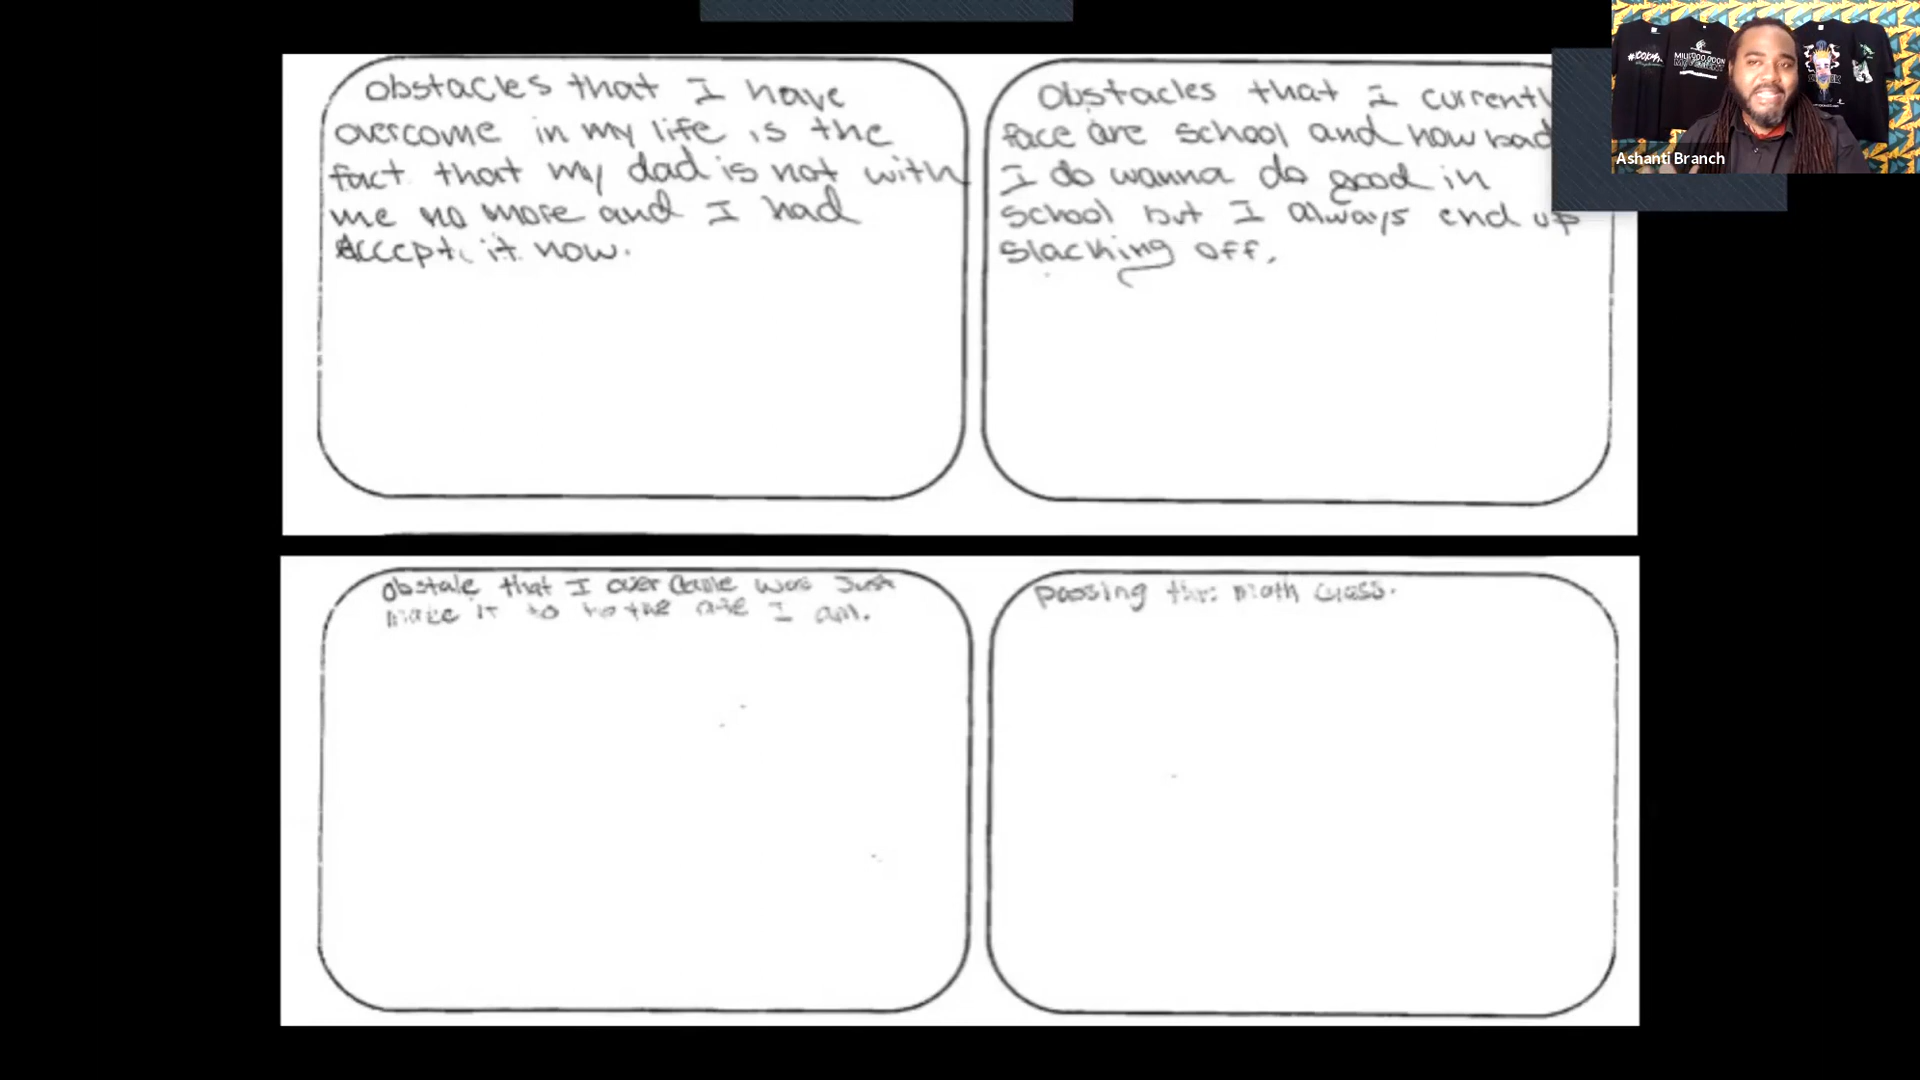 obstacles that I have
overcome in my life is the
fact that my dad is not with
me no more and I had
Accept it now.
Obstacles that I currentl
face are school and how bad
I do wanna do good in
school but I always end up
slacking off.
obstale that I over came was Just
make it to to the age I am.
passing this math class.
#100K
Ashanti Branch